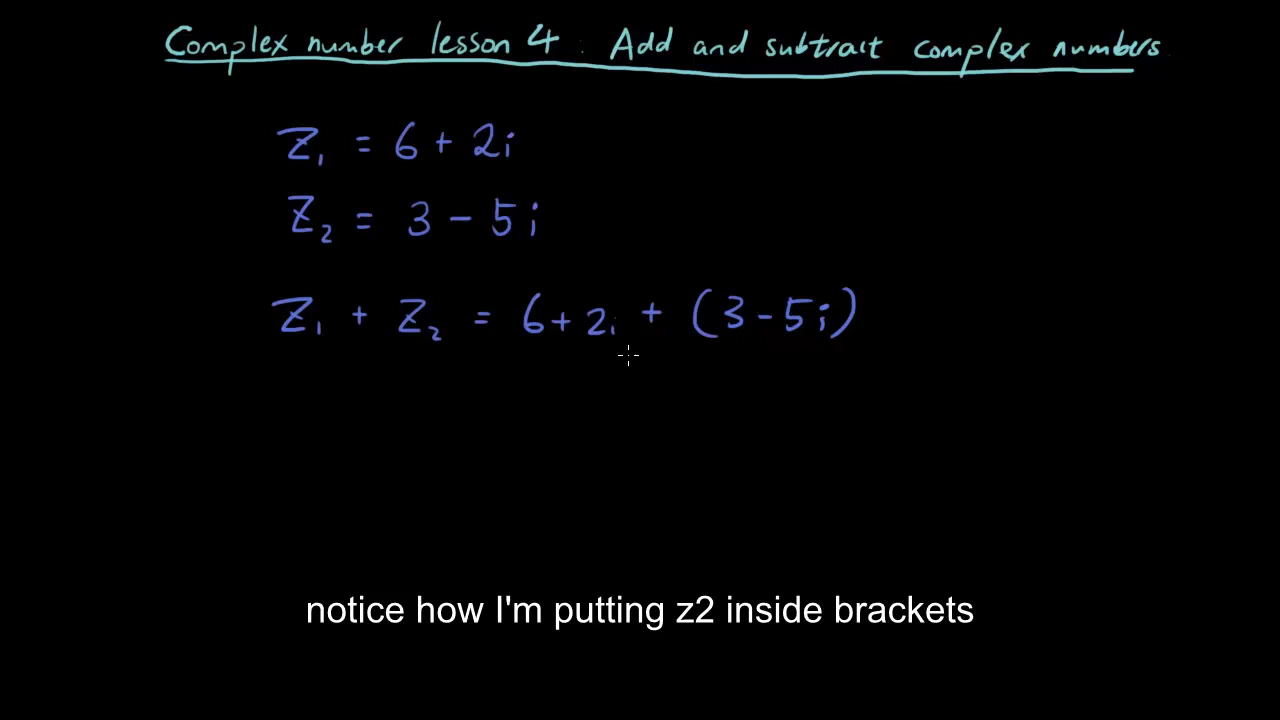 Complex number lesson 4 : Add and subtract complex numbers
Z₁ = 6 + 2i
Z₂ = 3 - 5i
Z₁ + Z₂ = 6 + 2i + (3 - 5i)
notice how I'm putting z2 inside brackets